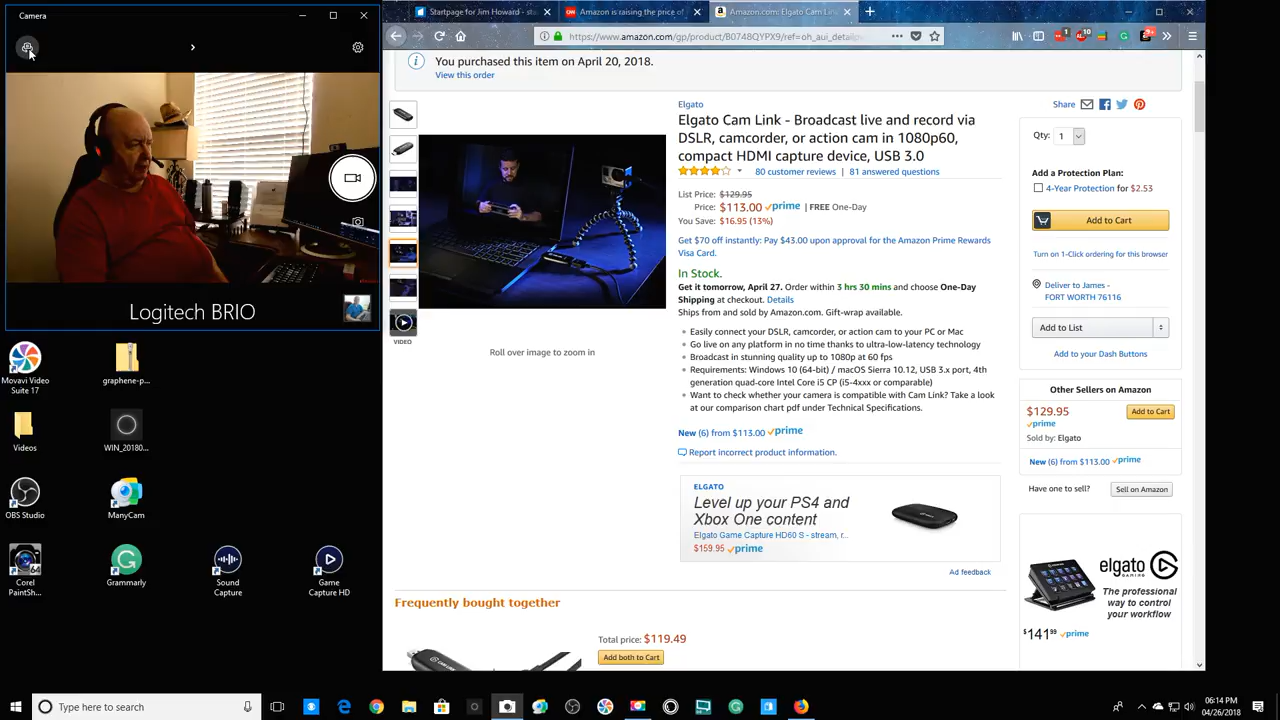 Camera
Logitech BRIO
Movavi Video
Suite 17
graphene-p...
Videos
WIN_20180...
OBS Studio
ManyCam
Corel
PaintSh...
Grammarly
Sound
Capture
Game
Capture HD
Startpage for Jim Howard - sta
Amazon is raising the price of
Amazon.com: Elgato Cam Link
https://www.amazon.com/gp/product/B0748QYPX9/ref=oh_aui_detailp
You purchased this item on April 20, 2018.
View this order
VIDEO
Roll over image to zoom in
Elgato
Elgato Cam Link - Broadcast live and record via
DSLR, camcorder, or action cam in 1080p60,
compact HDMI capture device, USB 3.0
80 customer reviews | 81 answered questions
List Price: $129.95
Price: $113.00 prime | FREE One-Day
You Save: $16.95 (13%)
Get $70 off instantly: Pay $43.00 upon approval for the Amazon Prime Rewards
Visa Card.
In Stock.
Get it tomorrow, April 27. Order within 3 hrs 30 mins and choose One-Day
Shipping at checkout. Details
Ships from and sold by Amazon.com. Gift-wrap available.
Easily connect your DSLR, camcorder, or action cam to your PC or Mac
Go live on any platform in no time thanks to ultra-low-latency technology
Broadcast in stunning quality up to 1080p at 60 fps
Requirements: Windows 10 (64-bit) / macOS Sierra 10.12, USB 3.x port, 4th
generation quad-core Intel Core i5 CP (i5-4xxx or comparable)
Want to check whether your camera is compatible with Cam Link? Take a look
at our comparison chart pdf under Technical Specifications.
New (6) from $113.00 prime
Report incorrect product information.
ELGATO
Level up your PS4 and
Xbox One content
Elgato Game Capture HD60 S - stream, r...
$159.95 prime
Ad feedback
Frequently bought together
Total price: $119.49
Add both to Cart
Share
Qty: 1
Add a Protection Plan:
4-Year Protection for $2.53
Add to Cart
Turn on 1-Click ordering for this browser
Deliver to James -
FORT WORTH 76116
Add to List
Add to your Dash Buttons
Other Sellers on Amazon
$129.95
Add to Cart
prime
Sold by: Elgato
New (6) from $113.00 prime
Have one to sell?
Sell on Amazon
elgato
GAMING
The professional
way to control
your workflow
$141⁹⁹ prime
Type here to search
06:14 PM
04/26/2018